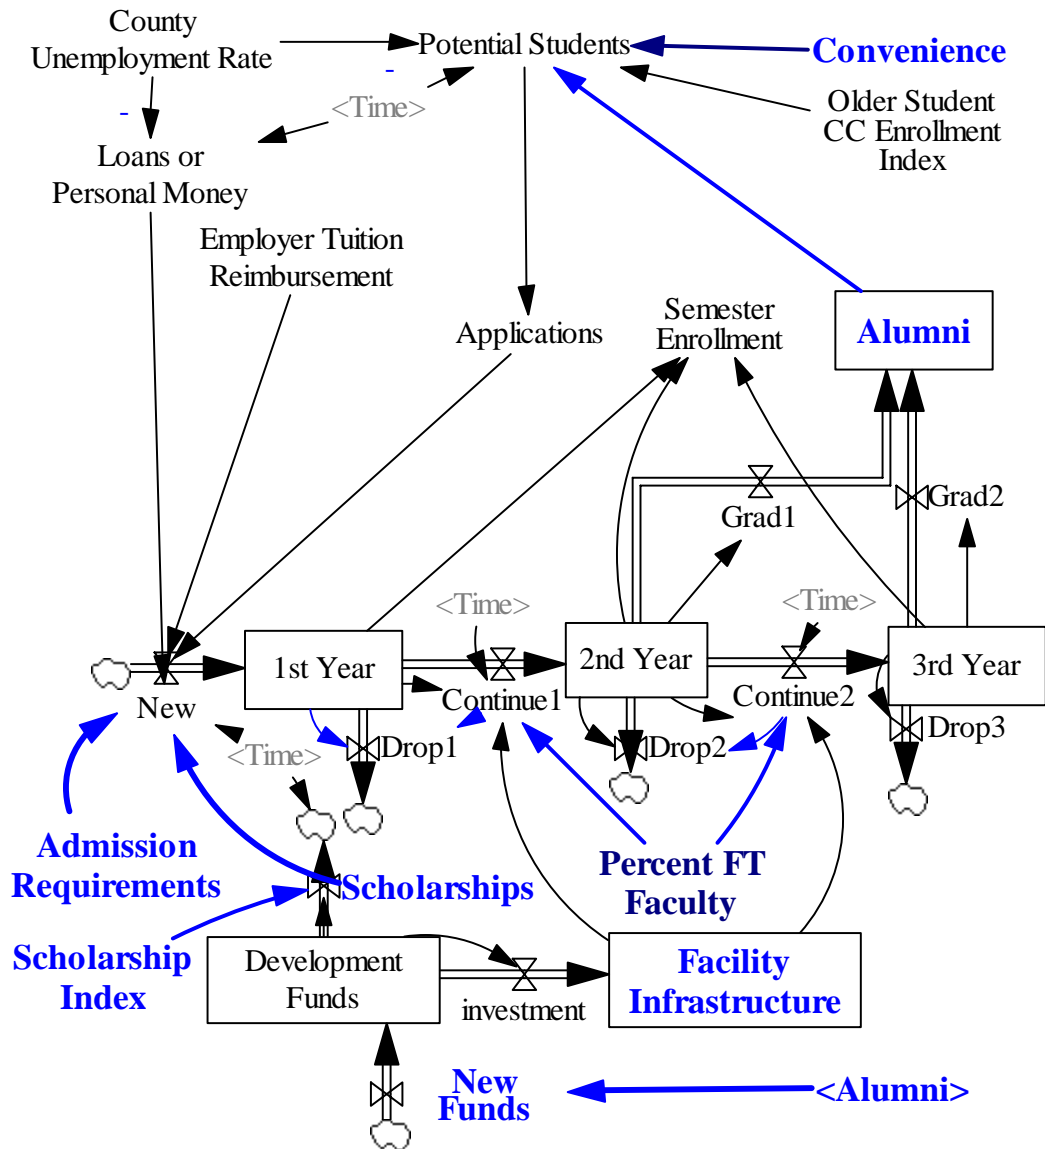 County
Unemployment Rate
Potential Students
Convenience
-
-
<Time>
Older Student
CC Enrollment
Index
Loans or
Personal Money
Employer Tuition
Reimbursement
Applications
Semester
Enrollment
Alumni
Grad1
Grad2
<Time>
<Time>
1st Year
2nd Year
3rd Year
New
Continue1
Continue2
Drop1
Drop2
Drop3
<Time>
Admission
Requirements
Scholarships
Percent FT
Faculty
Scholarship
Index
Development
Funds
investment
Facility
Infrastructure
New
Funds
<Alumni>